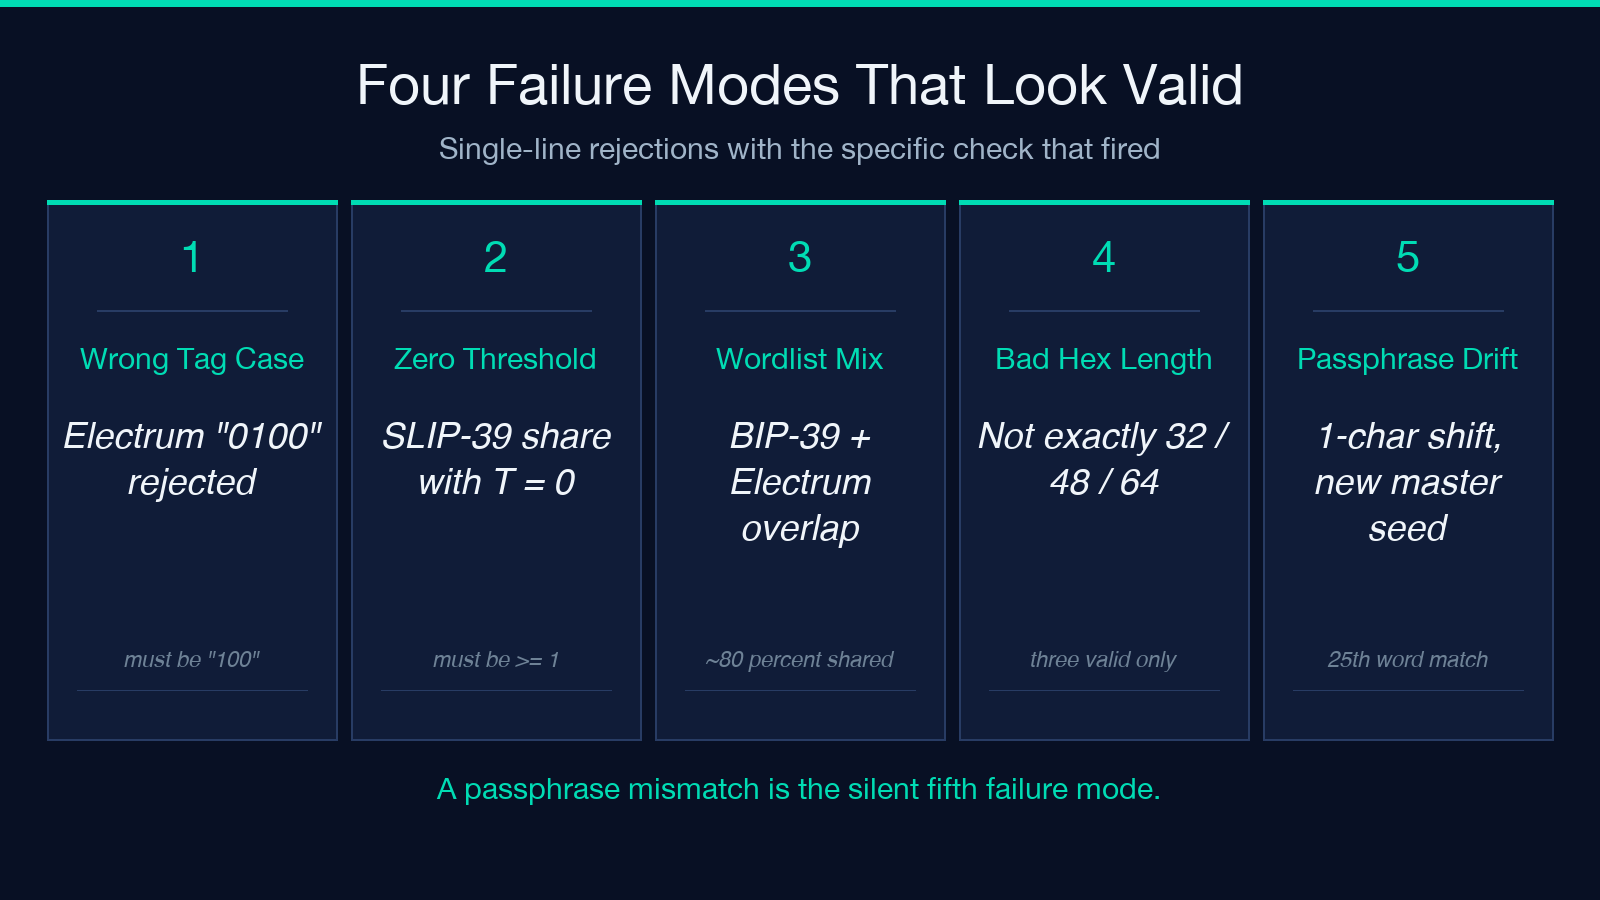 Four Failure Modes That Look Valid
Single-line rejections with the specific check that fired
1
Wrong Tag Case
Electrum "0100"
rejected
must be "100"
2
Zero Threshold
SLIP-39 share
with T = 0
must be >= 1
3
Wordlist Mix
BIP-39 +
Electrum
overlap
~80 percent shared
4
Bad Hex Length
Not exactly 32 /
48 / 64
three valid only
5
Passphrase Drift
1-char shift,
new master
seed
25th word match
A passphrase mismatch is the silent fifth failure mode.